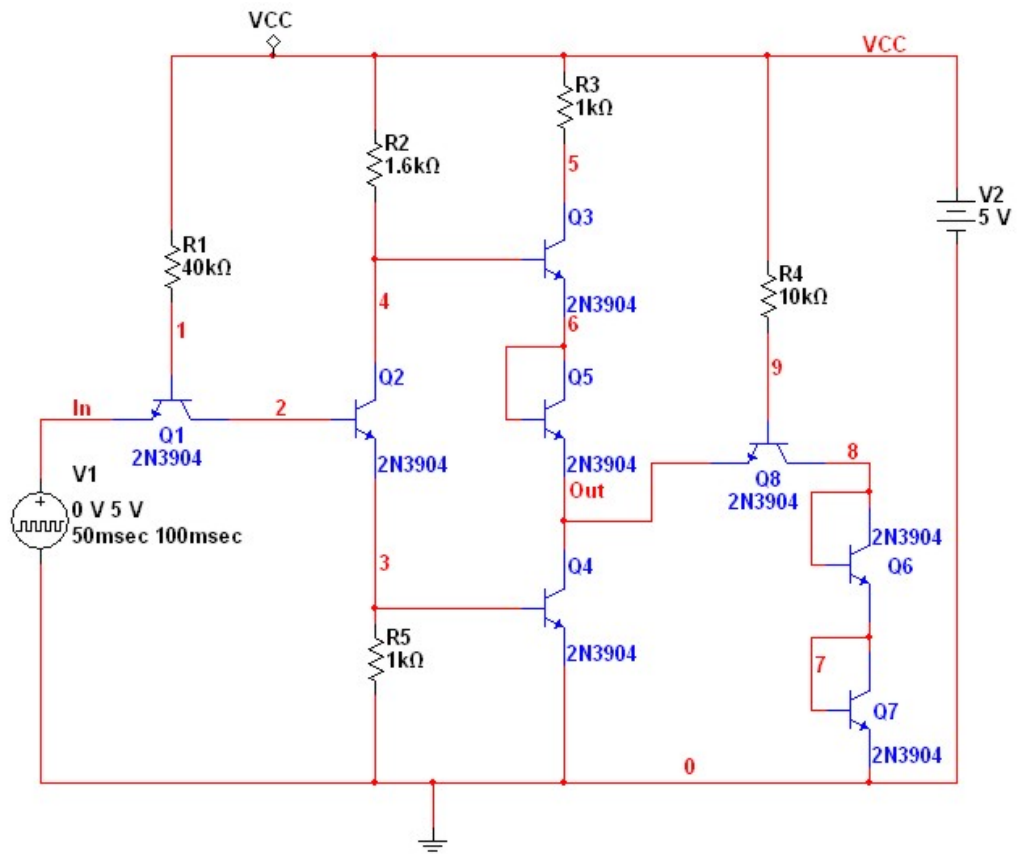 VCC
VCC
R3
1kΩ
R2
1.6kΩ
5
V2
5 V
Q3
R1
40kΩ
R4
10kΩ
4
2N3904
6
1
9
Q2
Q5
In
2
8
Q1
2N3904
2N3904
2N3904
Q8
2N3904
V1
0 V 5 V
50msec 100msec
Out
2N3904
Q6
3
Q4
R5
1kΩ
2N3904
7
Q7
2N3904
0